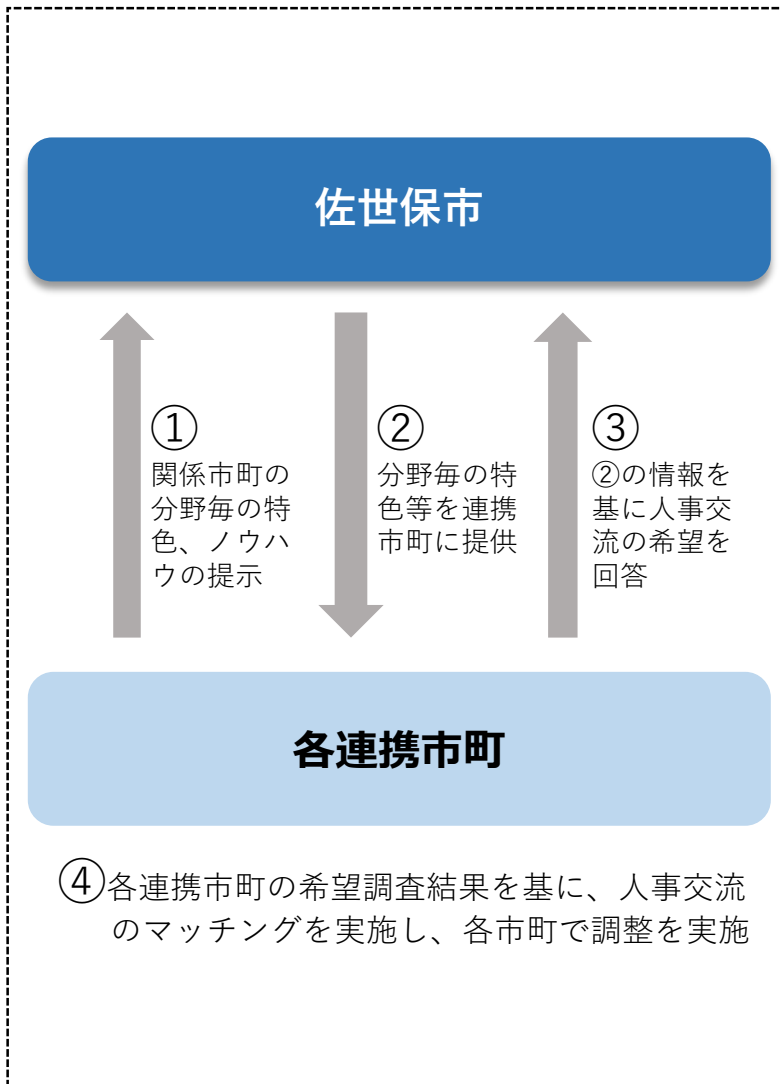 佐世保市
①
関係市町の
分野毎の特
色、ノウハ
ウの提示
②
分野毎の特
色等を連携
市町に提供
③
②の情報を
基に人事交
流の希望を
回答
各連携市町
④各連携市町の希望調査結果を基に、人事交流
のマッチングを実施し、各市町で調整を実施